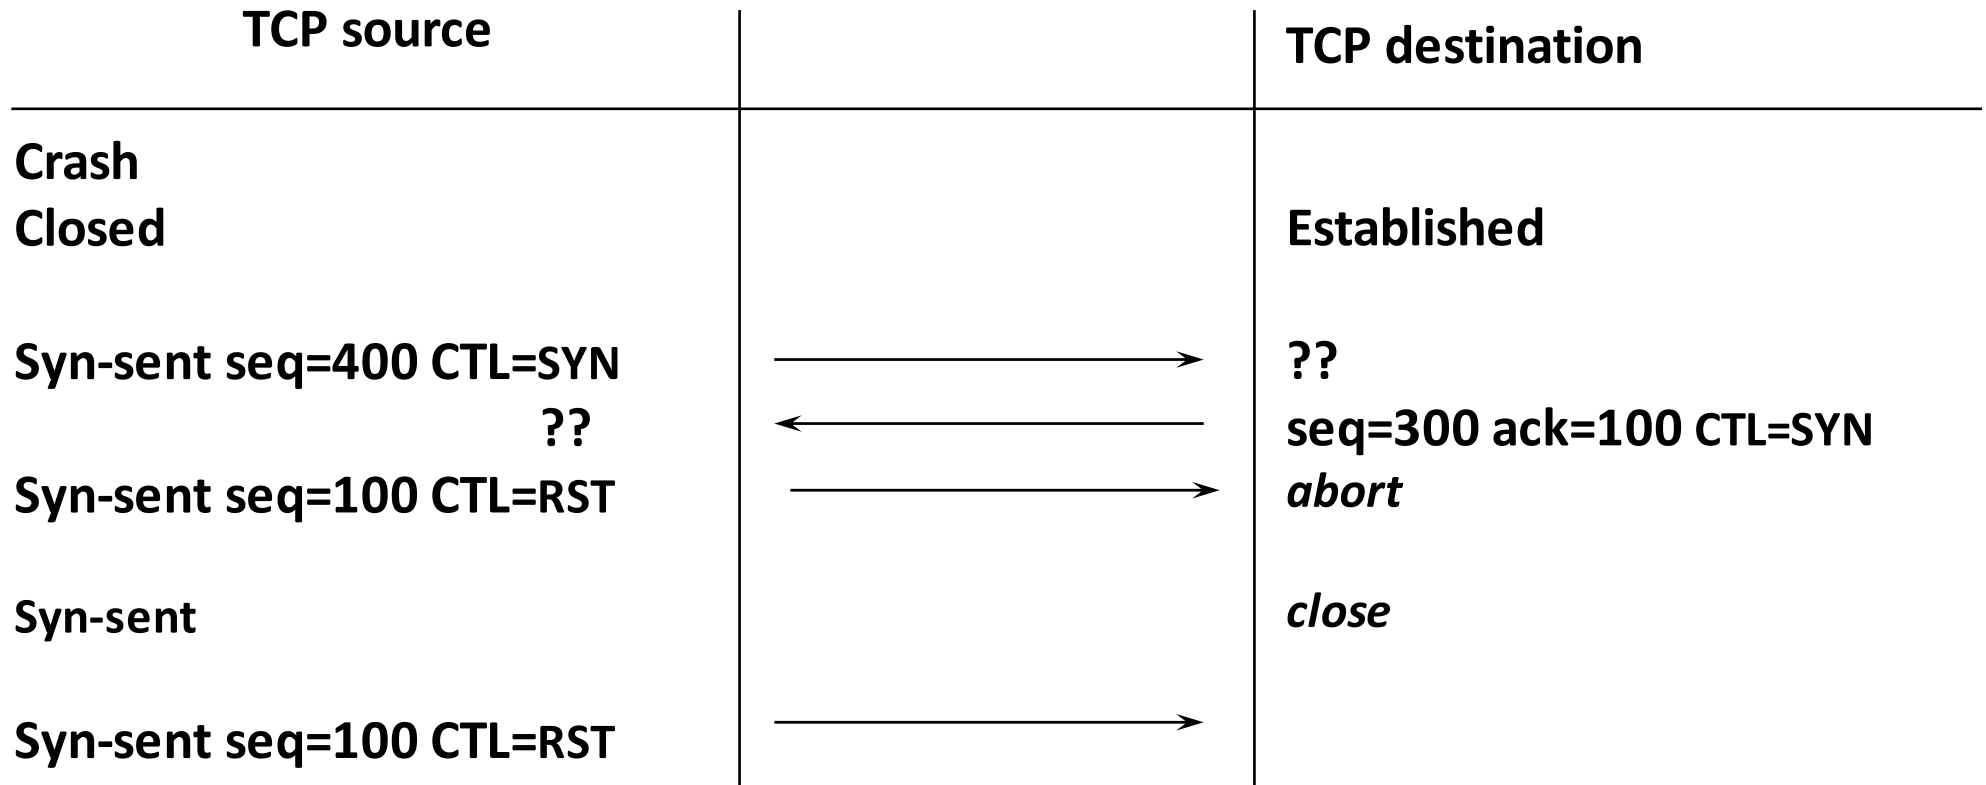 TCP source
TCP destination
Crash
Closed
Established
Syn-sent seq=400 CTL=SYN
??
??
seq=300 ack=100 CTL=SYN
Syn-sent seq=100 CTL=RST
abort
Syn-sent
close
Syn-sent seq=100 CTL=RST